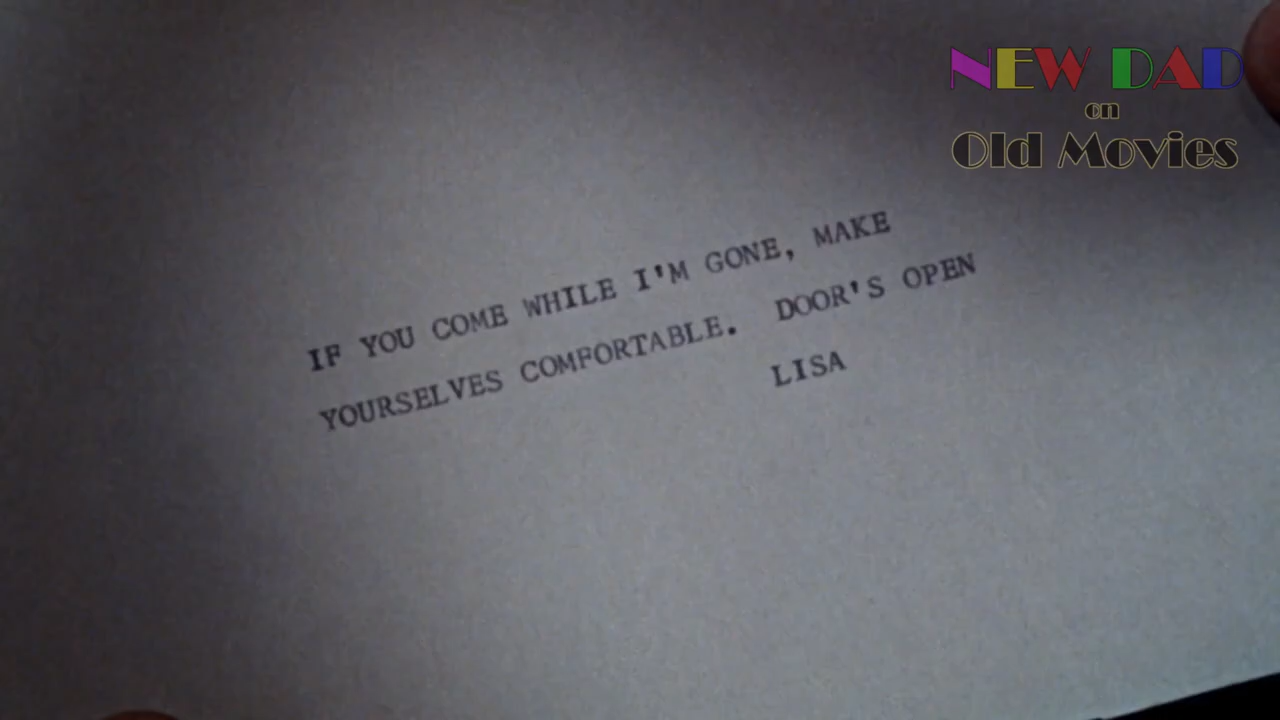 NEW DAD
on
Old Movies
IF YOU COME WHILE I'M GONE, MAKE
YOURSELVES COMFORTABLE. DOOR'S OPEN
LISA